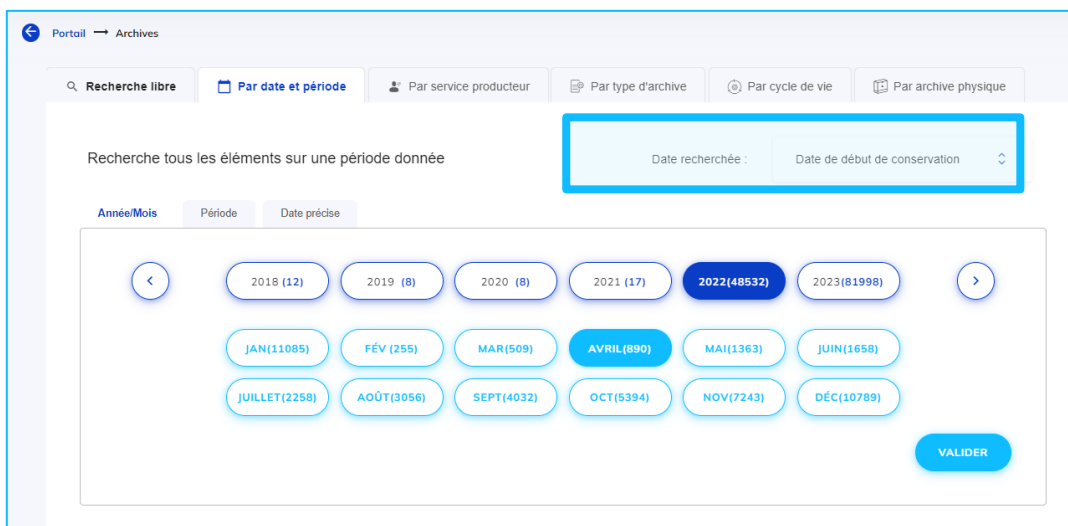 Portail → Archives
Recherche libre Par date et période Par service producteur Par type d'archive Par cycle de vie Par archive physique
Recherche tous les éléments sur une période donnée Date recherchée : Date de début de conservation
Année/Mois Période Date précise
2018 (12) 2019 (8) 2020 (8) 2021 (17) 2022(48532) 2023(81998)
JAN(11085) FÉV (255) MAR(509) AVRIL(890) MAI(1363) JUIN(1658)
JUILLET(2258) AOÛT(3056) SEPT(4032) OCT(5394) NOV(7243) DÉC(10789)
VALIDER